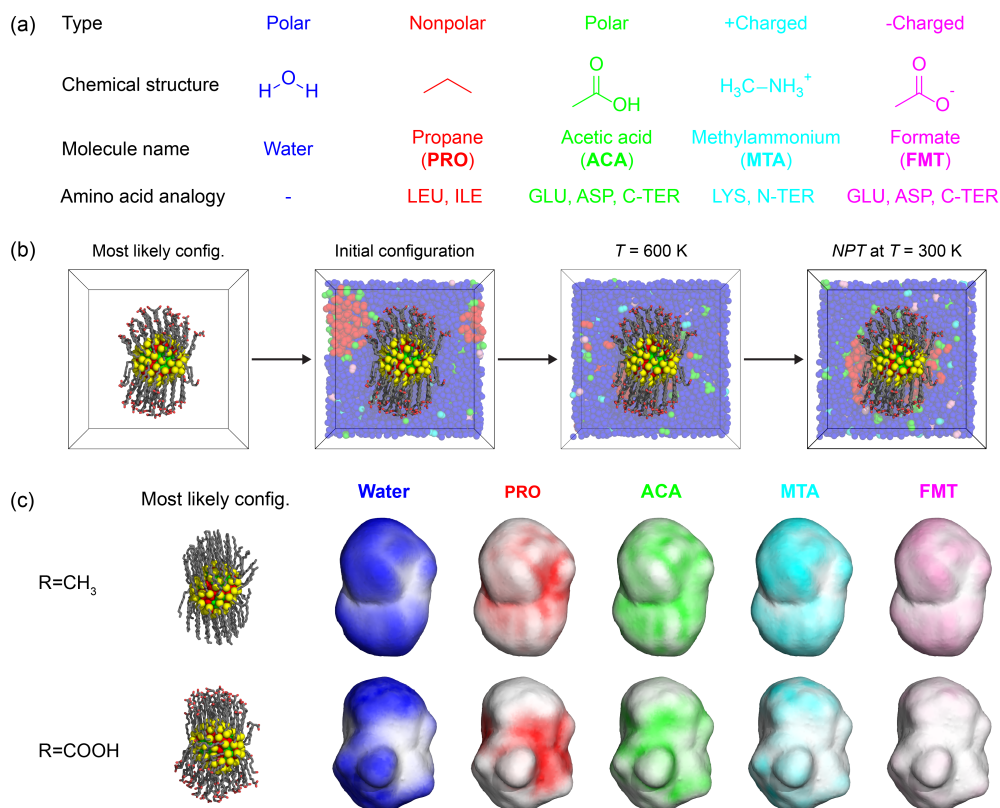 (a) Type Polar Nonpolar Polar +Charged -Charged
Chemical structure H O H O OH H₃C–NH₃⁺ O O⁻
Molecule name Water Propane (PRO) Acetic acid (ACA) Methylammonium (MTA) Formate (FMT)
Amino acid analogy - LEU, ILE GLU, ASP, C-TER LYS, N-TER GLU, ASP, C-TER
(b) Most likely config. Initial configuration T = 600 K NPT at T = 300 K
(c) Most likely config. Water PRO ACA MTA FMT
R=CH₃
R=COOH